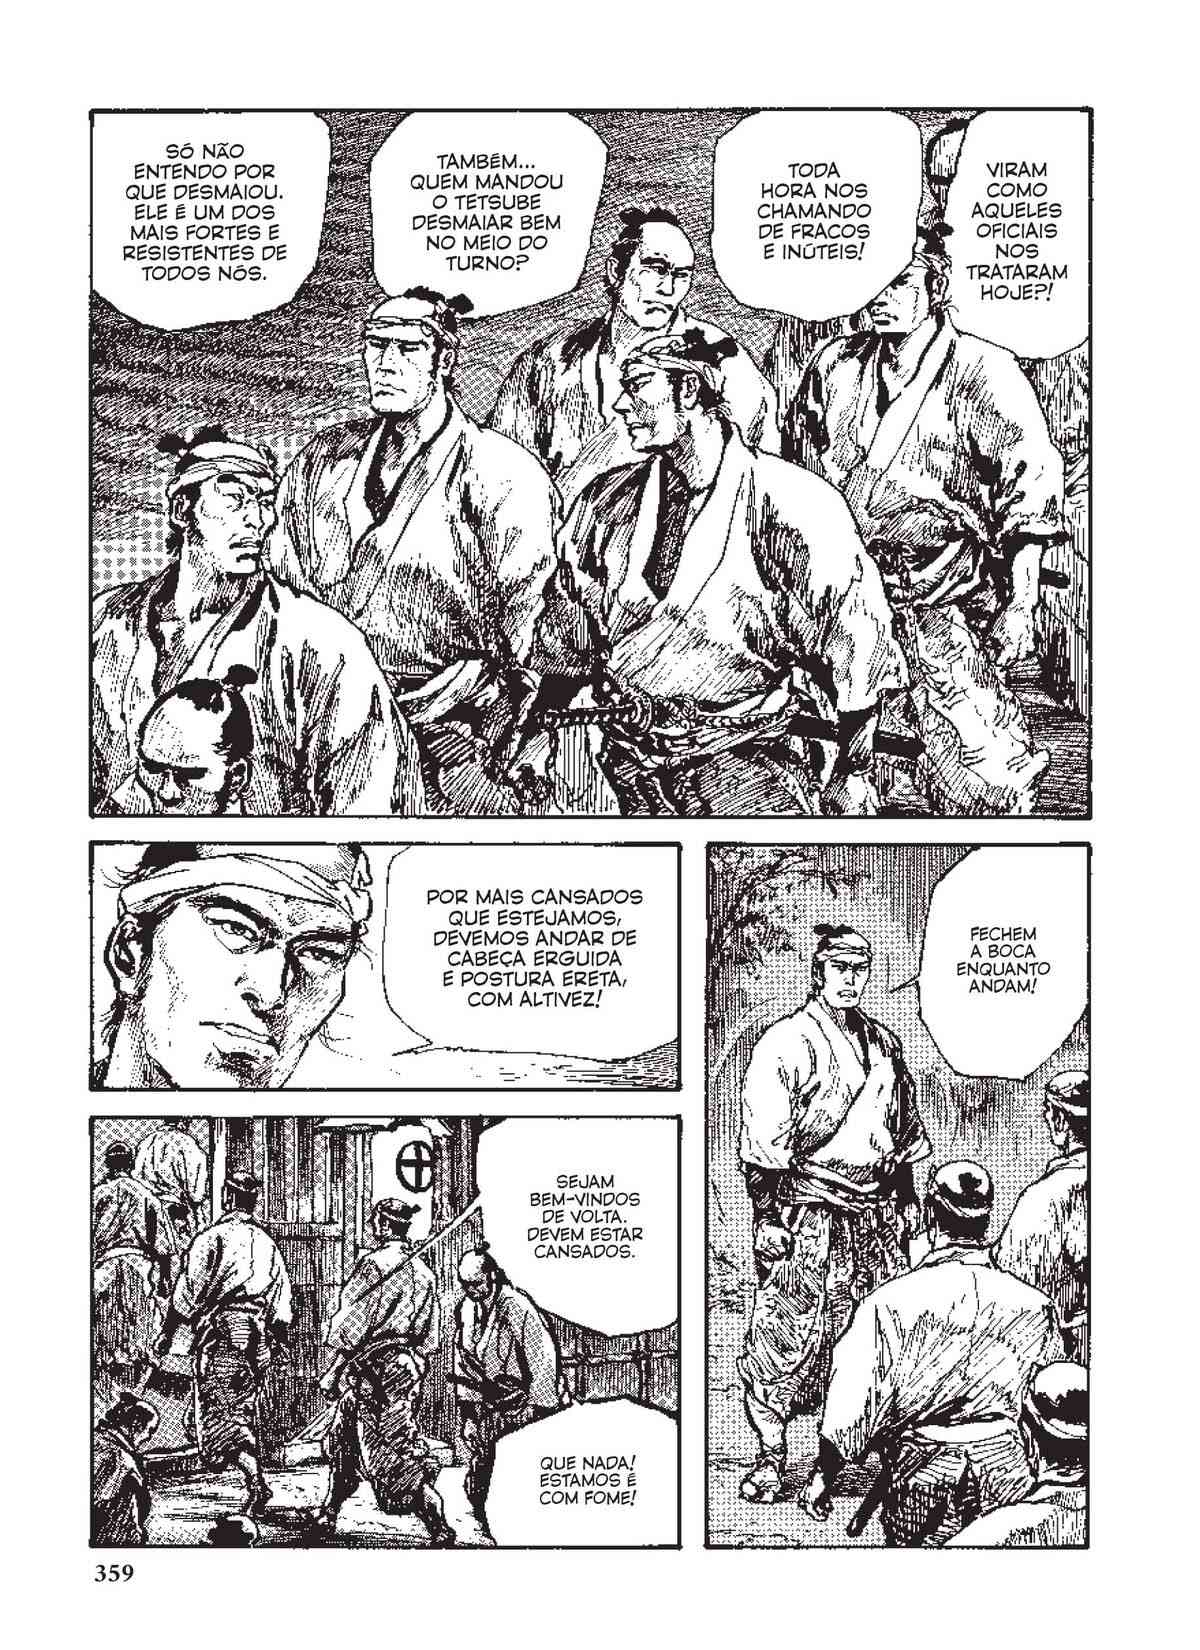 VIRAM
COMO
AQUELES
OFICIAIS
NOS
TRATARAM
HOJE?!
TODA
HORA NOS
CHAMANDO
DE FRACOS
E INÚTEIS!
TAMBÉM...
QUEM MANDOU
O TETSUBE
DESMAIAR BEM
NO MEIO DO
TURNO?
SÓ NÃO
ENTENDO POR
QUE DESMAIOU.
ELE É UM DOS
MAIS FORTES E
RESISTENTES DE
TODOS NÓS.
FECHEM
A BOCA
ENQUANTO
ANDAM!
POR MAIS CANSADOS
QUE ESTEJAMOS,
DEVEMOS ANDAR DE
CABEÇA ERGUIDA
E POSTURA ERETA,
COM ALTIVEZ!
SEJAM
BEM-VINDOS
DE VOLTA.
DEVEM ESTAR
CANSADOS.
QUE NADA!
ESTAMOS É
COM FOME!
359